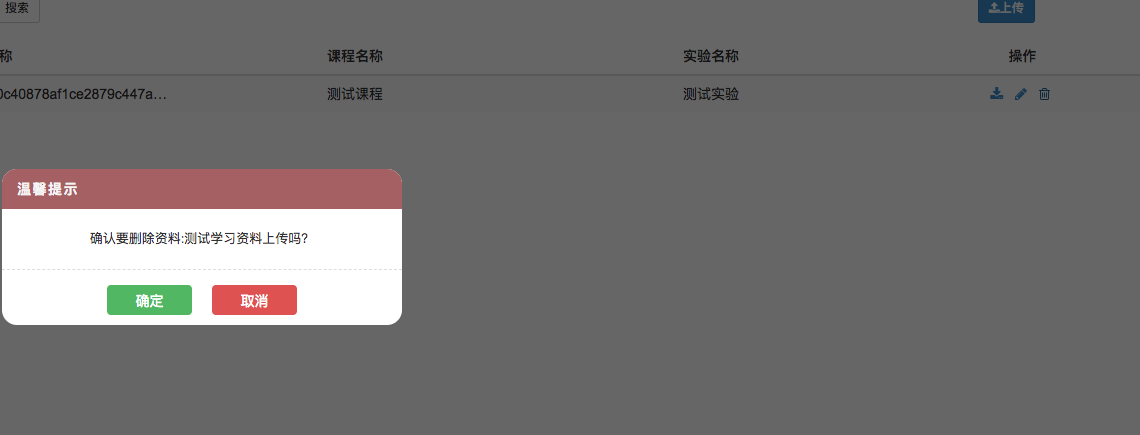 搜索
上传
称 课程名称 实验名称 操作
0c40878af1ce2879c447a... 测试课程 测试实验
温馨提示
确认要删除资料:测试学习资料上传吗?
确定 取消